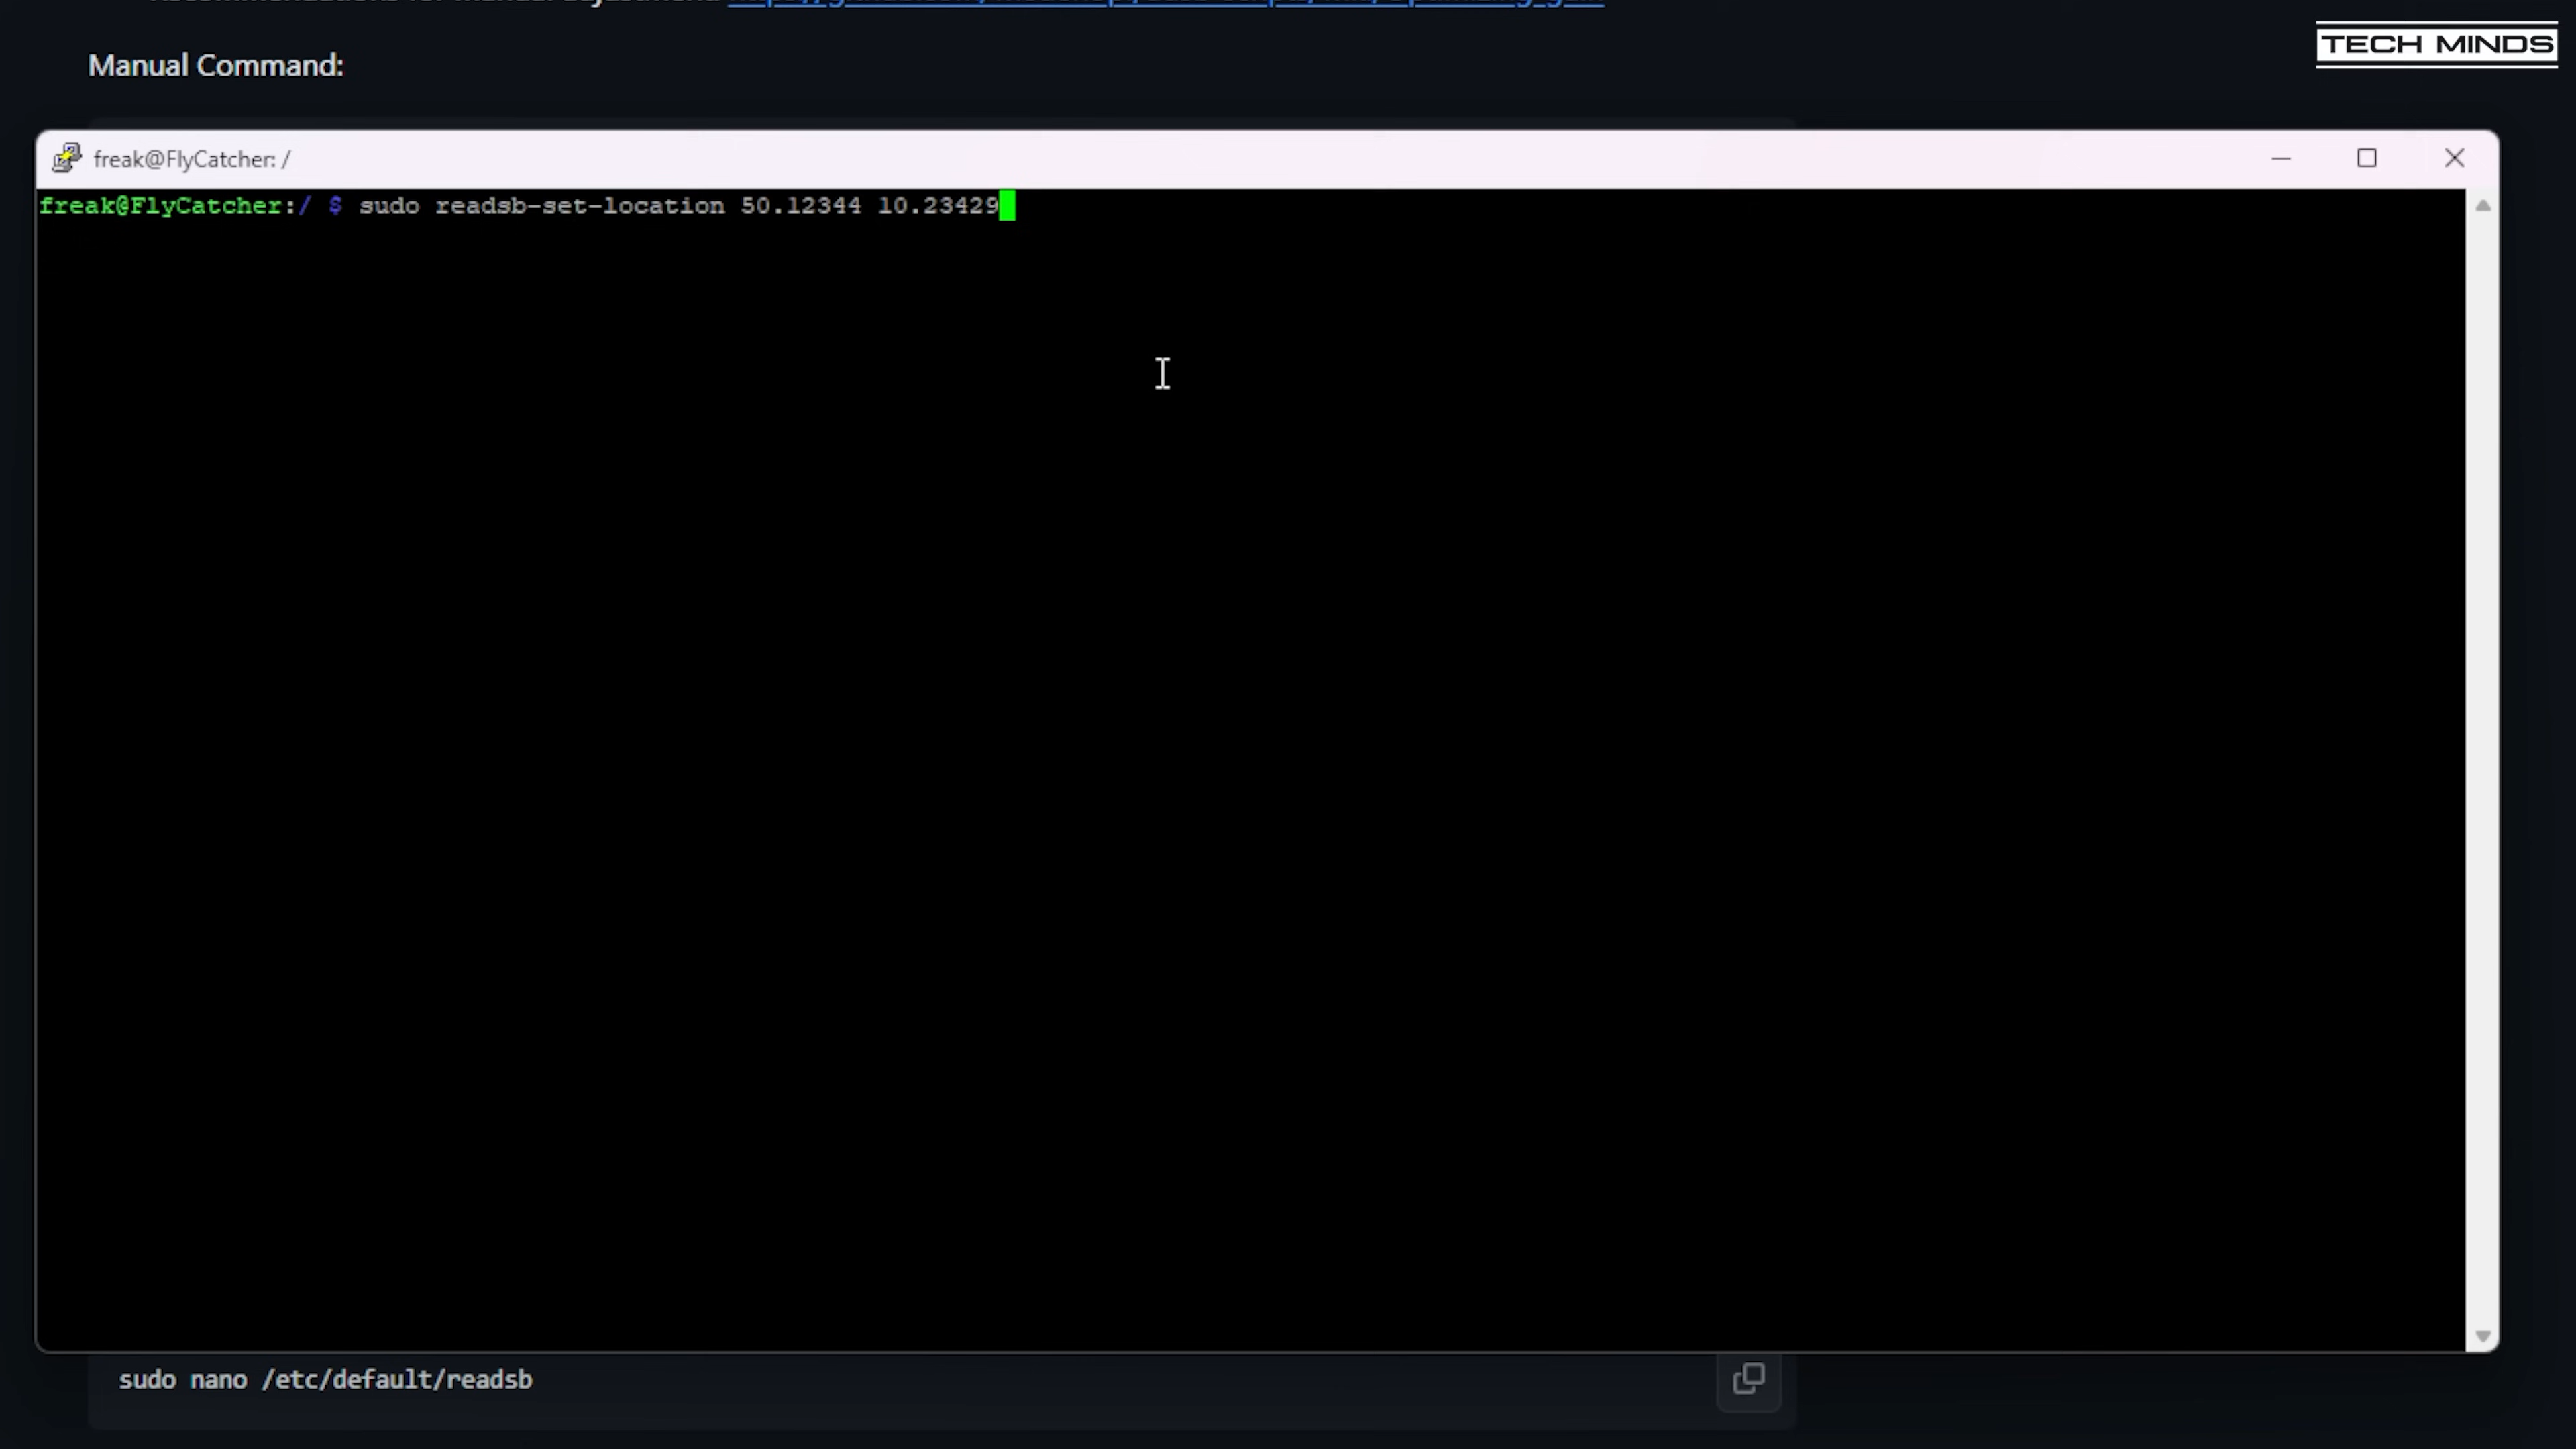 TECH MINDS
Manual Command:
freak@FlyCatcher: /
freak@FlyCatcher:/ $ sudo readsb-set-location 50.12344 10.23429
sudo nano /etc/default/readsb